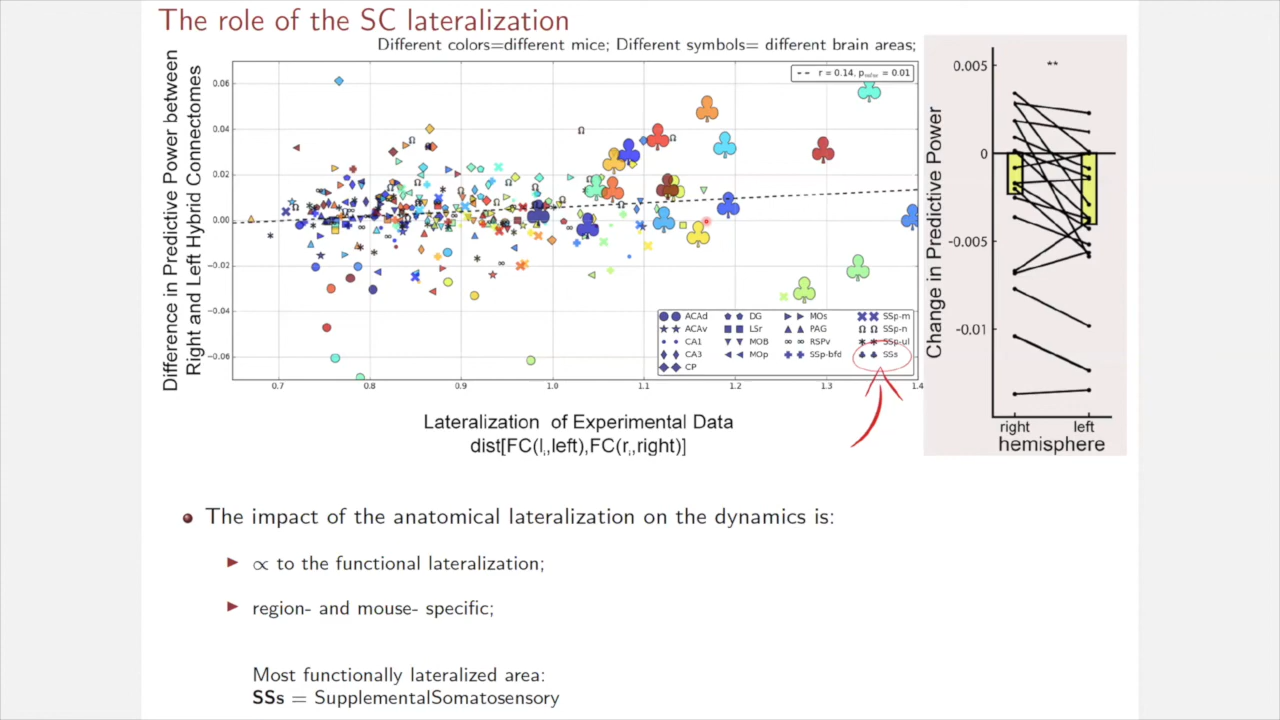 The role of the SC lateralization
Different colors=different mice; Different symbols= different brain areas;
Difference in Predictive Power between
Right and Left Hybrid Connectomes
0.06
0.04
0.02
0.00
−0.02
−0.04
−0.06
r = 0.14, pvalue = 0.01
0.7 0.8 0.9 1.0 1.1 1.2 1.3 1.4
ACAd DG MOs SSp-m
ACAv LSr PAG SSp-n
CA1 MOB RSPv SSp-ul
CA3 MOp SSp-bfd SSs
CP
Lateralization of Experimental Data
dist[FC(li,left),FC(ri,right)]
Change in Predictive Power
0.005
0
-0.005
-0.01
**
right left
hemisphere
The impact of the anatomical lateralization on the dynamics is:
∝ to the functional lateralization;
region- and mouse- specific;
Most functionally lateralized area:
SSs = SupplementalSomatosensory